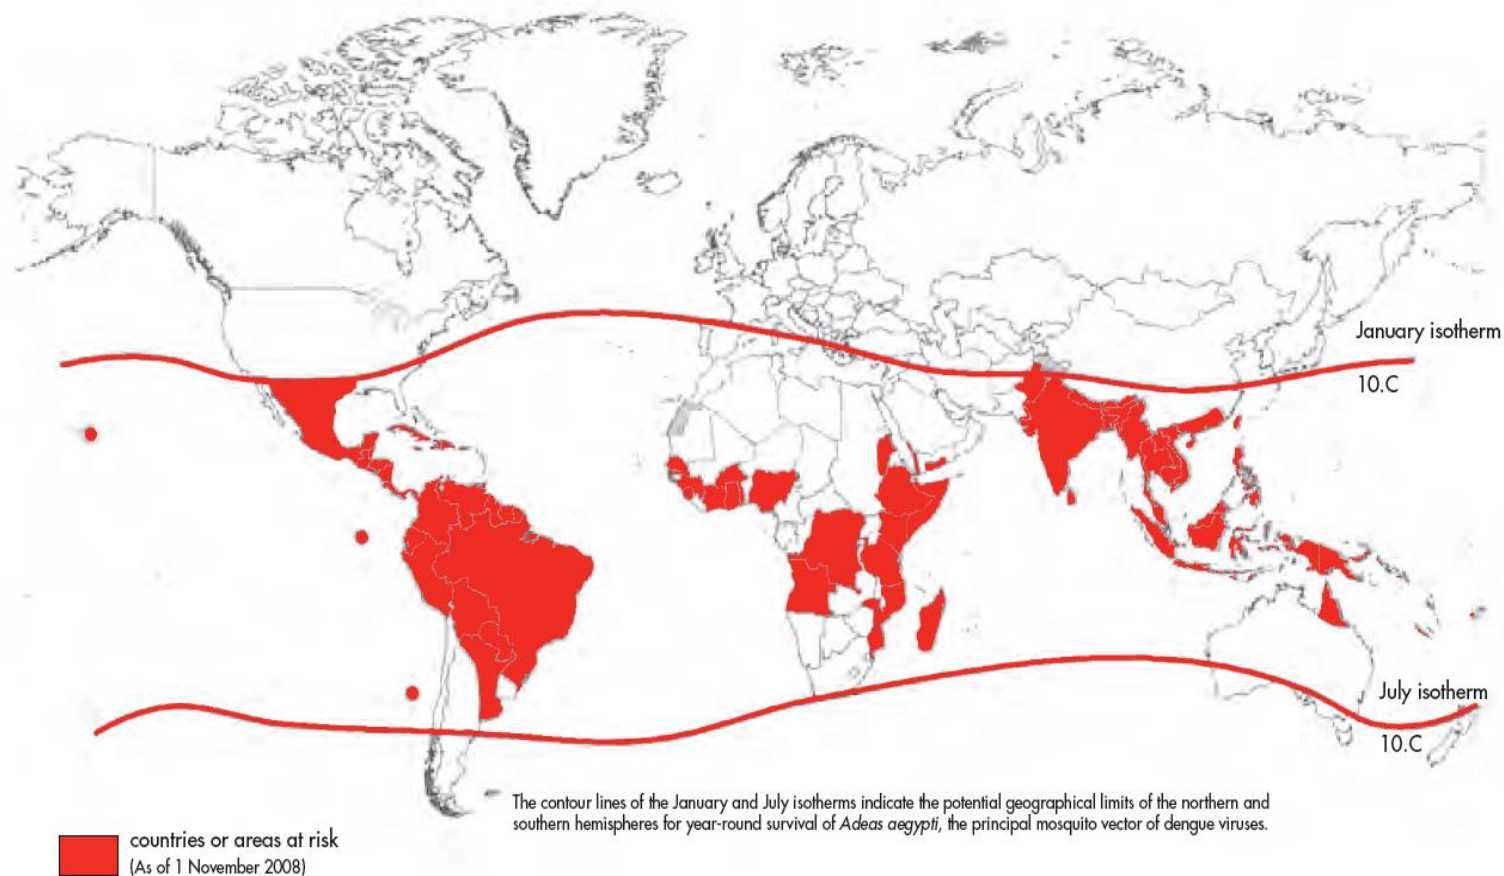 January isotherm
10.C
July isotherm
10.C
The contour lines of the January and July isotherms indicate the potential geographical limits of the northern and
southern hemispheres for year-round survival of Adeas aegypti, the principal mosquito vector of dengue viruses.
countries or areas at risk
(As of 1 November 2008)